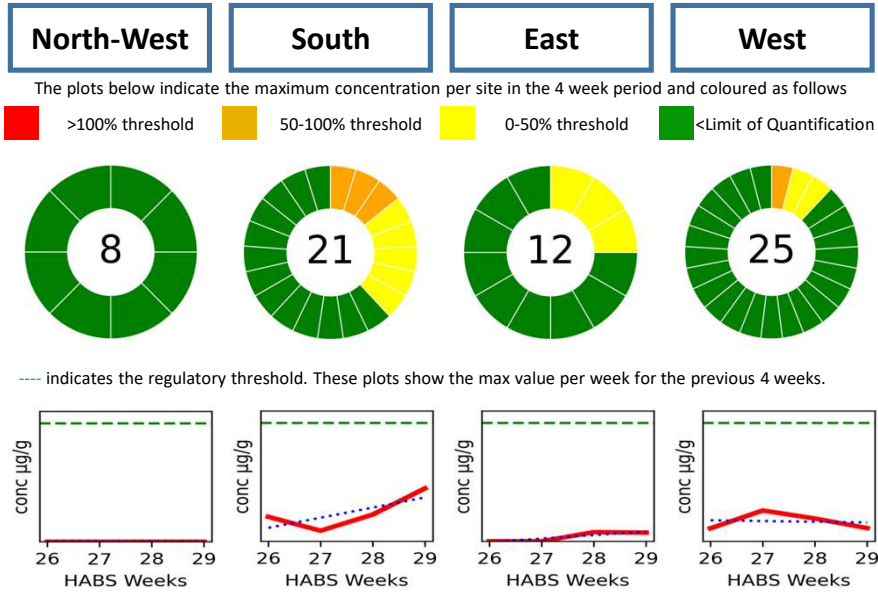 North-West South East West
The plots below indicate the maximum concentration per site in the 4 week period and coloured as follows
>100% threshold 50-100% threshold 0-50% threshold <Limit of Quantification
8 21 12 25
---- indicates the regulatory threshold. These plots show the max value per week for the previous 4 weeks.
conc µg/g conc µg/g conc µg/g conc µg/g
26 27 28 29 26 27 28 29 26 27 28 29 26 27 28 29
HABS Weeks HABS Weeks HABS Weeks HABS Weeks